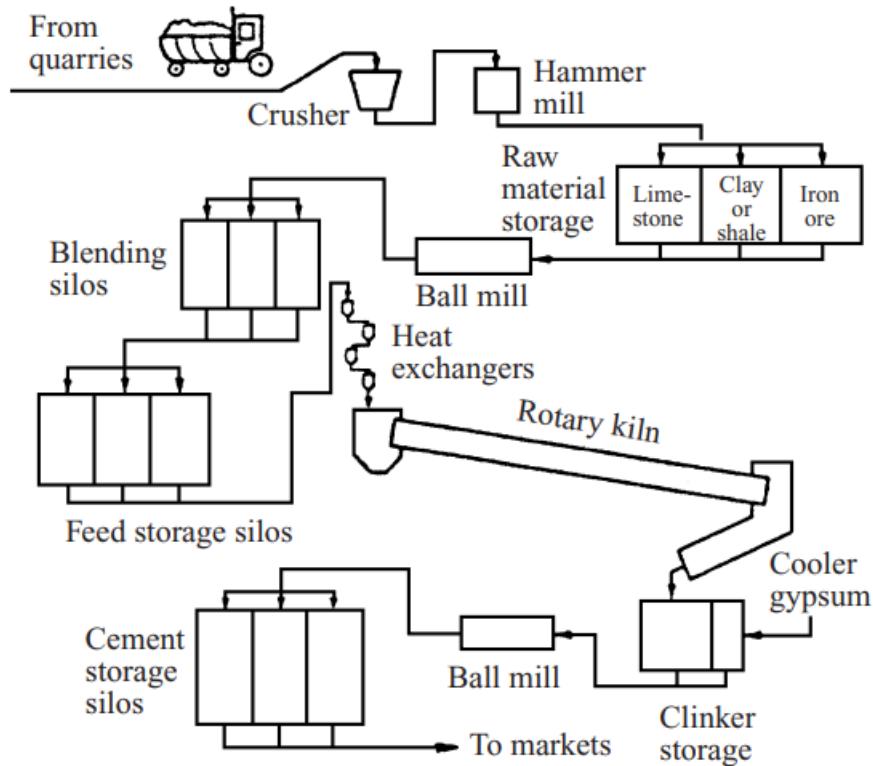 From
quarries
Crusher
Hammer
mill
Raw
material
storage
Lime-
stone
Clay
or
shale
Iron
ore
Blending
silos
Ball mill
Heat
exchangers
Rotary kiln
Feed storage silos
Cooler
gypsum
Cement
storage
silos
Ball mill
Clinker
storage
To markets